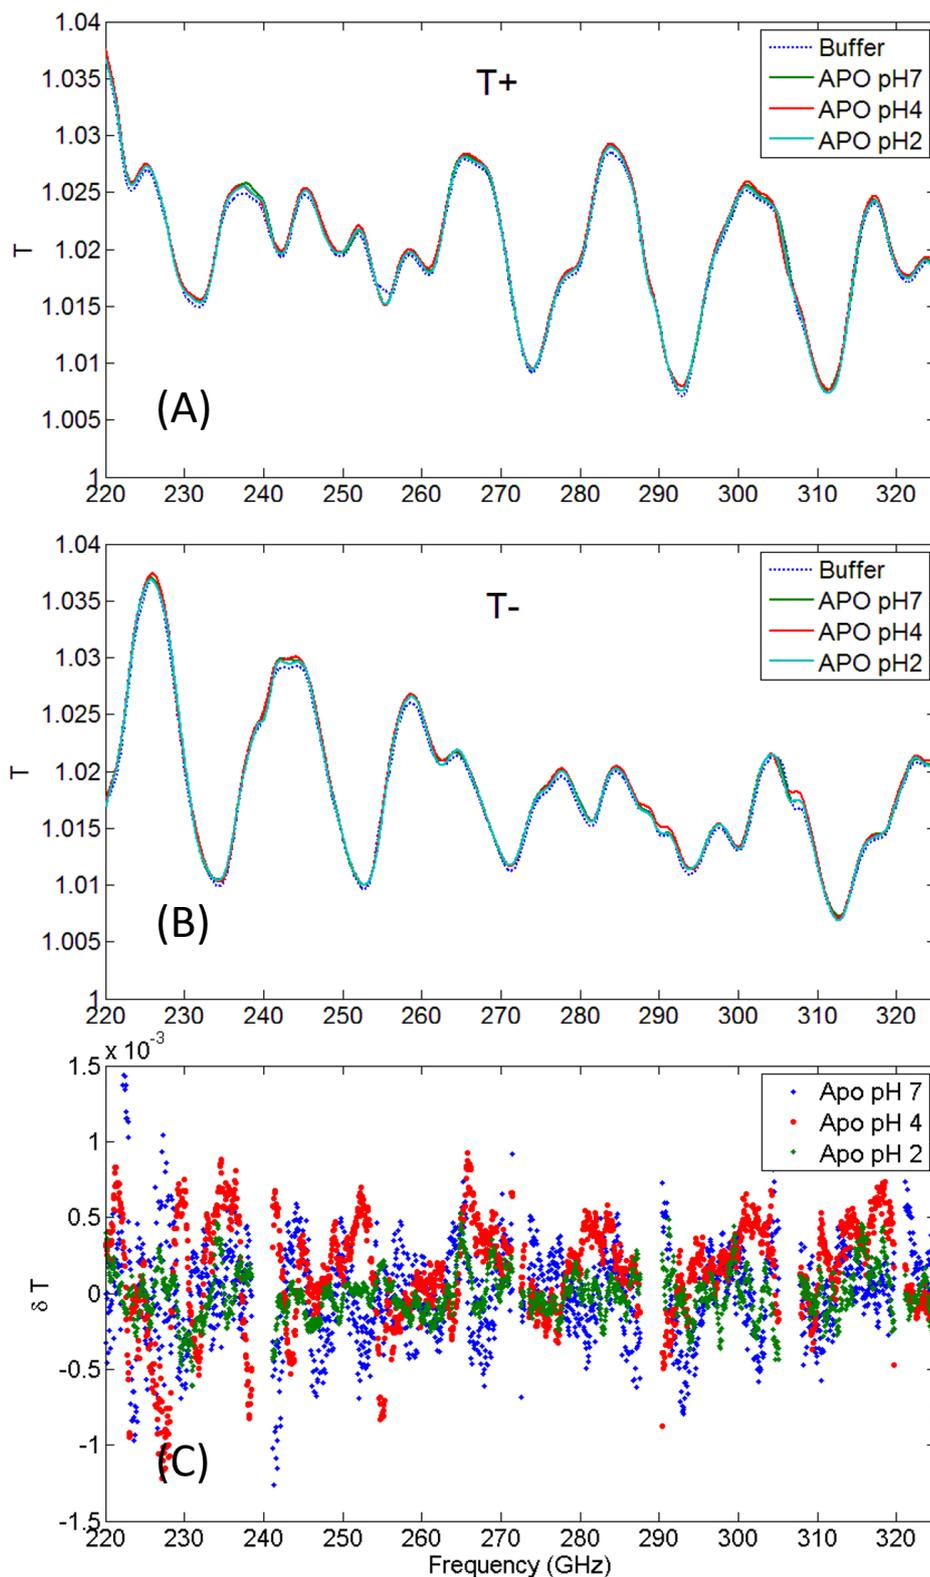 1.04
1.035
1.03
1.025
1.02
1.015
1.01
1.005
1
T
T+
(A)
Buffer
APO pH7
APO pH4
APO pH2
220 230 240 250 260 270 280 290 300 310 320
1.04
1.035
1.03
1.025
1.02
1.015
1.01
1.005
1
T
T-
(B)
Buffer
APO pH7
APO pH4
APO pH2
220 230 240 250 260 270 280 290 300 310 320
x 10-3
1.5
1
0.5
0
-0.5
-1
-1.5
δ T
(C)
Apo pH 7
Apo pH 4
Apo pH 2
220 230 240 250 260 270 280 290 300 310 320
Frequency (GHz)